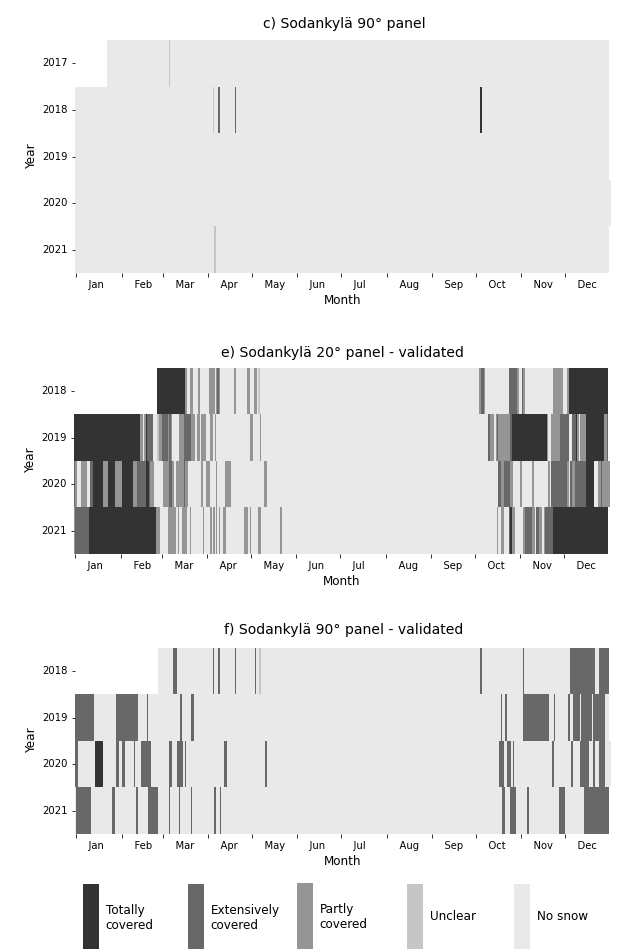 c) Sodankylä 90° panel
2017
2018
2019
2020
2021
Year
Jan Feb Mar Apr May Jun Jul Aug Sep Oct Nov Dec
Month
e) Sodankylä 20° panel - validated
2018
2019
2020
2021
Year
Jan Feb Mar Apr May Jun Jul Aug Sep Oct Nov Dec
Month
f) Sodankylä 90° panel - validated
2018
2019
2020
2021
Year
Jan Feb Mar Apr May Jun Jul Aug Sep Oct Nov Dec
Month
Totally covered
Extensively covered
Partly covered
Unclear
No snow